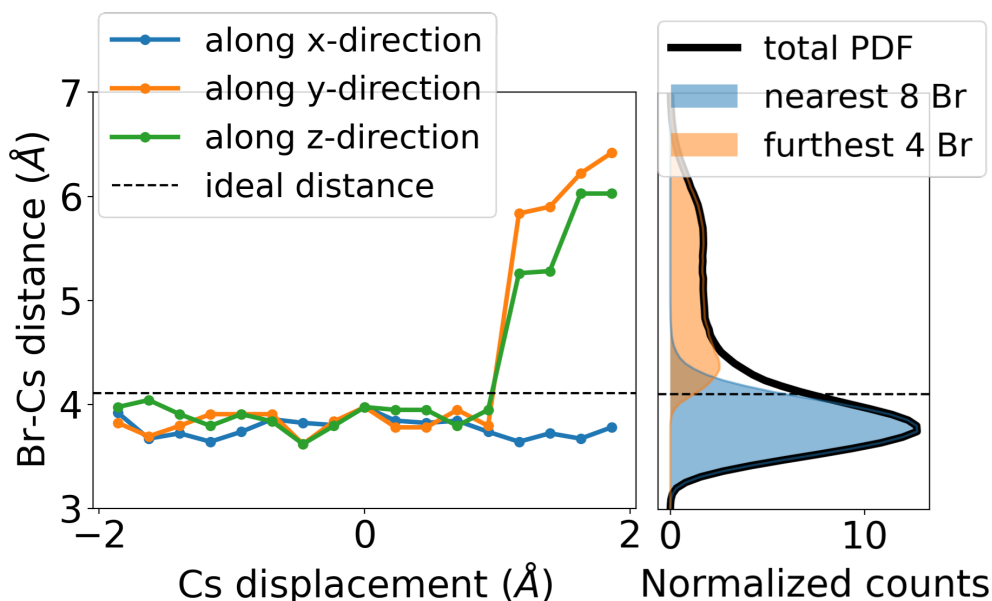 along x-direction
along y-direction
along z-direction
ideal distance
7
6
5
4
3
Br-Cs distance (Å)
−2
0
2
Cs displacement (Å)
total PDF
nearest 8 Br
furthest 4 Br
0
10
Normalized counts